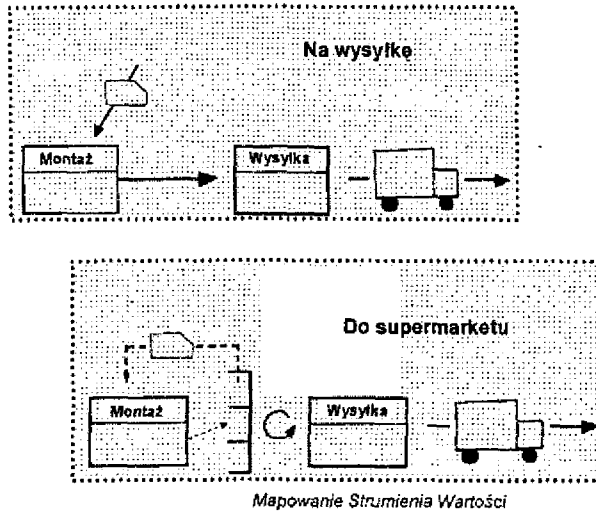 Na wysyłkę
Montaż
Wysyłka
Do supermarketu
Montaż
Wysyłka
Mapowanie Strumienia Wartości